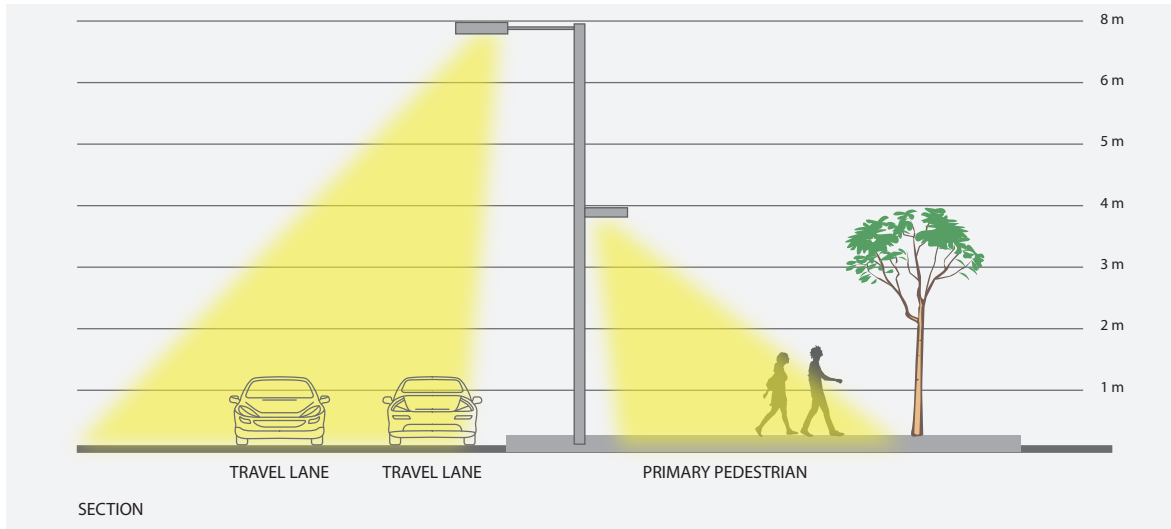 8 m
6 m
5 m
4 m
3 m
2 m
1 m
TRAVEL LANE TRAVEL LANE PRIMARY PEDESTRIAN
SECTION